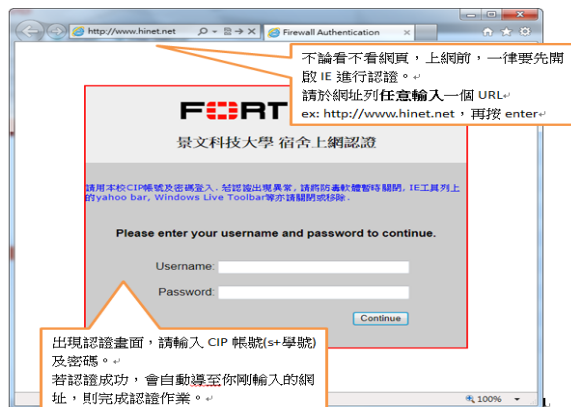 http://www.hinet.net
Firewall Authentication
不論看不看網頁，上網前，一律要先開
啟 IE 進行認證。
請於網址列任意輸入一個 URL
ex: http://www.hinet.net，再按 enter
FORT
景文科技大學 宿舍上網認證
請用本校CIP帳號及密碼登入．若認證出現異常, 請將防毒軟體暫時關閉, IE工具列上
的yahoo bar, Windows Live Toolbar等亦請關閉或移除．
Please enter your username and password to continue.
Username:
Password:
Continue
出現認證畫面，請輸入 CIP 帳號(s+學號)
及密碼。
若認證成功，會自動導至你剛輸入的網
址，則完成認證作業。
100%